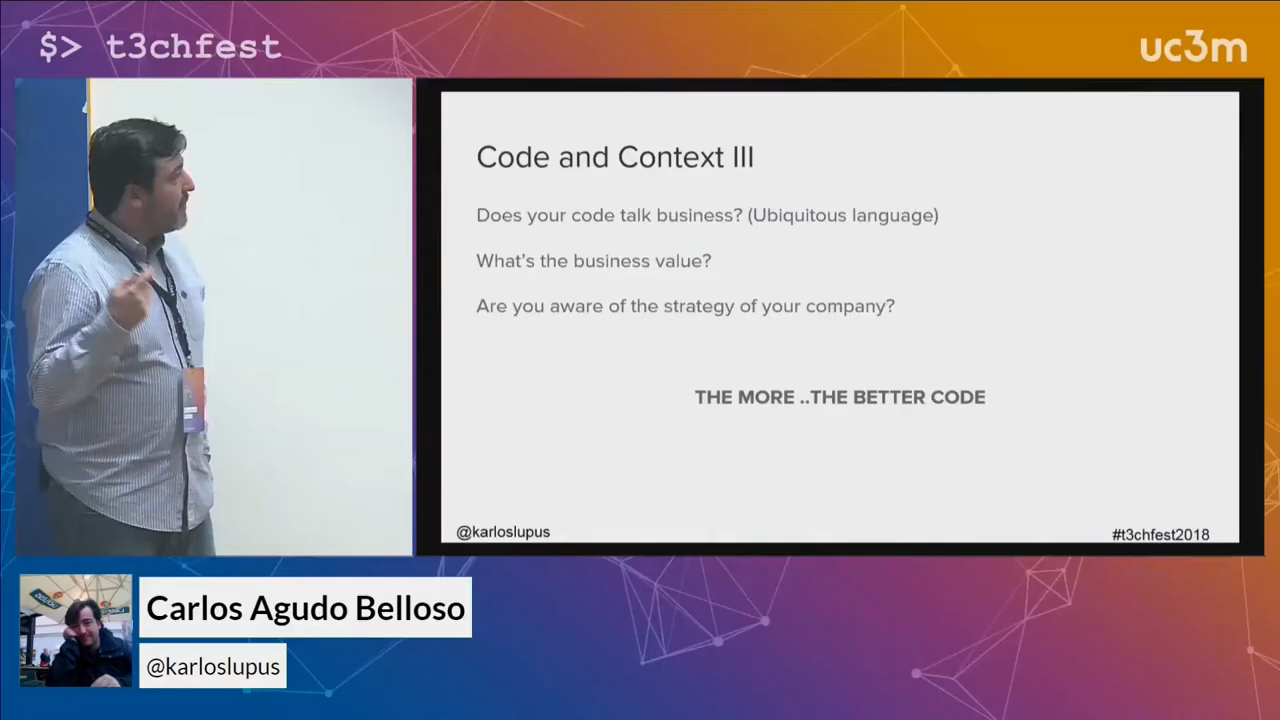 $> t3chfest
uc3m
Code and Context III
Does your code talk business? (Ubiquitous language)
What's the business value?
Are you aware of the strategy of your company?
THE MORE ..THE BETTER CODE
@karloslupus
#t3chfest2018
Carlos Agudo Belloso
@karloslupus